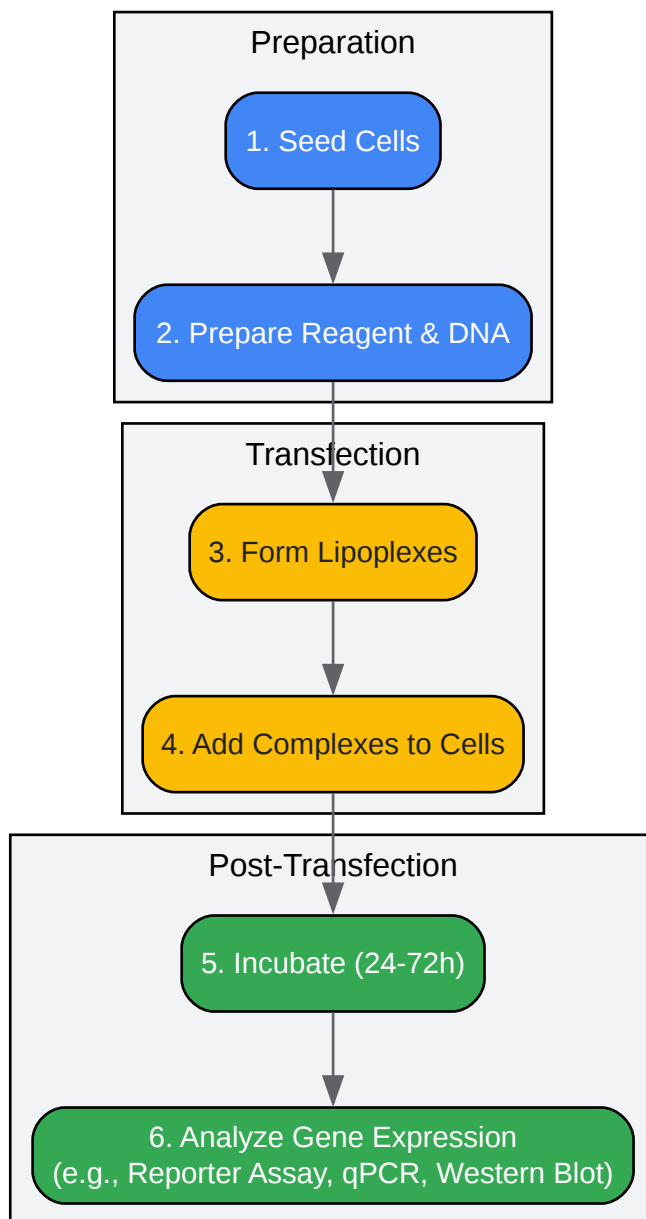 Preparation
1. Seed Cells
2. Prepare Reagent & DNA
Transfection
3. Form Lipoplexes
4. Add Complexes to Cells
Post-Transfection
5. Incubate (24-72h)
6. Analyze Gene Expression
(e.g., Reporter Assay, qPCR, Western Blot)